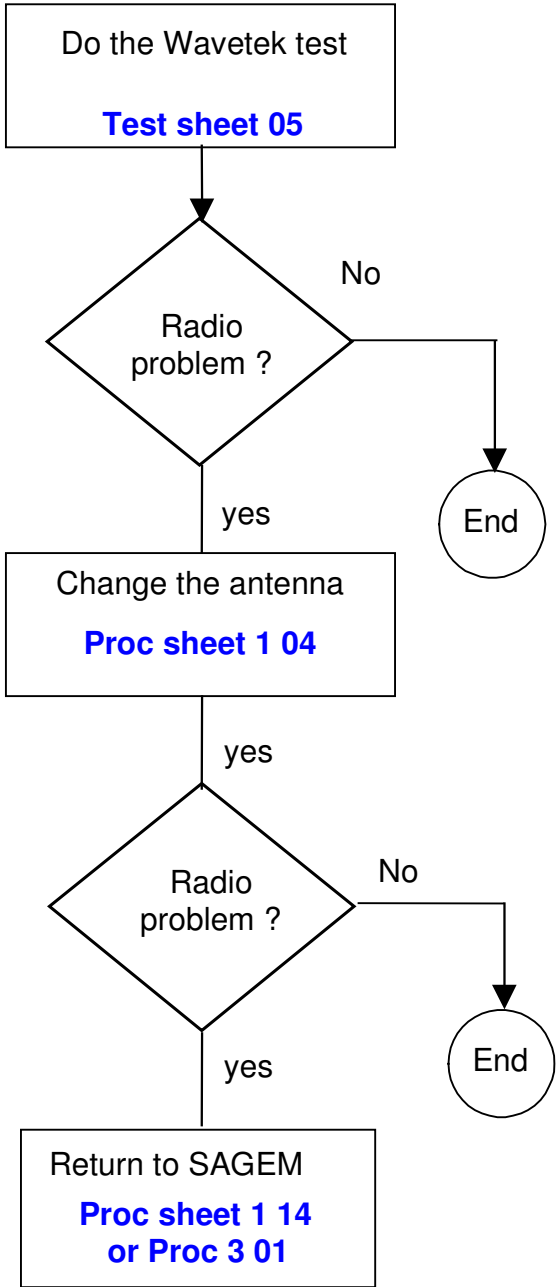 Do the Wavetek test
Test sheet 05
No
Radio
problem ?
yes
End
Change the antenna
Proc sheet 1 04
yes
Radio
problem ?
No
yes
End
Return to SAGEM
Proc sheet 1 14
or Proc 3 01